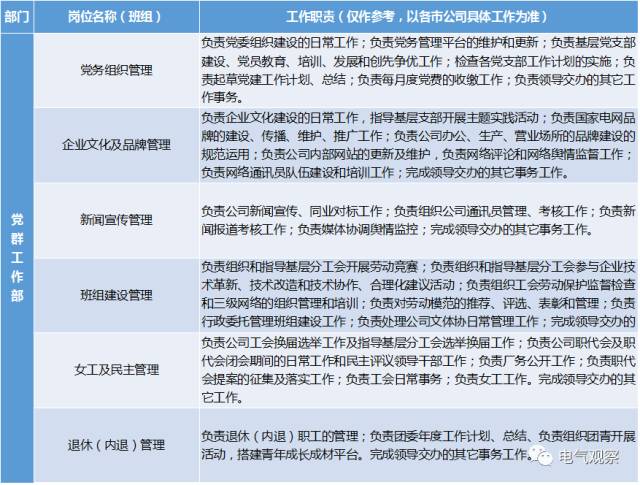 部门 岗位名称（班组） 工作职责（仅作参考，以各市公司具体工作为准）
党群工作部
党务组织管理
负责党委组织建设的日常工作；负责党务管理平台的维护和更新；负责基层党支部
建设、党员教育、培训、发展和创先争优工作；检查各党支部工作计划的实施；负
责起草党建工作计划、总结；负责每月度党费的收缴工作；负责领导交办的其它工
作事务。
企业文化及品牌管理
负责企业文化建设的日常工作，指导基层支部开展主题实践活动；负责国家电网品
牌的建设、传播、维护、推广工作；负责公司办公、生产、营业场所的品牌建设的
规范运用；负责公司内部网站的更新及维护，负责网络评论和网络舆情监督工作；
负责网络通讯员队伍建设和培训工作；完成领导交办的其它事务工作。
新闻宣传管理
负责公司新闻宣传、同业对标工作；负责组织公司通讯员管理、考核工作；负责新
闻报道考核工作；负责媒体协调舆情监控；完成领导交办的其它事务工作。
班组建设管理
负责组织和指导基层分工会开展劳动竞赛；负责组织和指导基层分工会参与企业技
术革新、技术改造和技术协作、合理化建议活动；负责组织工会劳动保护监督检查
和三级网络的组织管理和培训；负责对劳动模范的推荐、评选、表彰和管理；负责
行政委托管理班组建设工作；负责处理公司文体协日常管理工作；完成领导交办的
女工及民主管理
负责公司工会换届选举工作及指导基层分工会选举换届工作；负责公司职代会及职
代会闭会期间的日常工作和民主评议领导干部工作；负责厂务公开工作；负责职代
会提案的征集及落实工作；负责工会日常事务；负责女工工作。完成领导交办的其
它工作。
退休（内退）管理
负责退休（内退）职工的管理；负责团委年度工作计划、总结、负责组织团青开展
活动，搭建青年成长成材平台。完成领导交办的其它事务工作。
电气观察